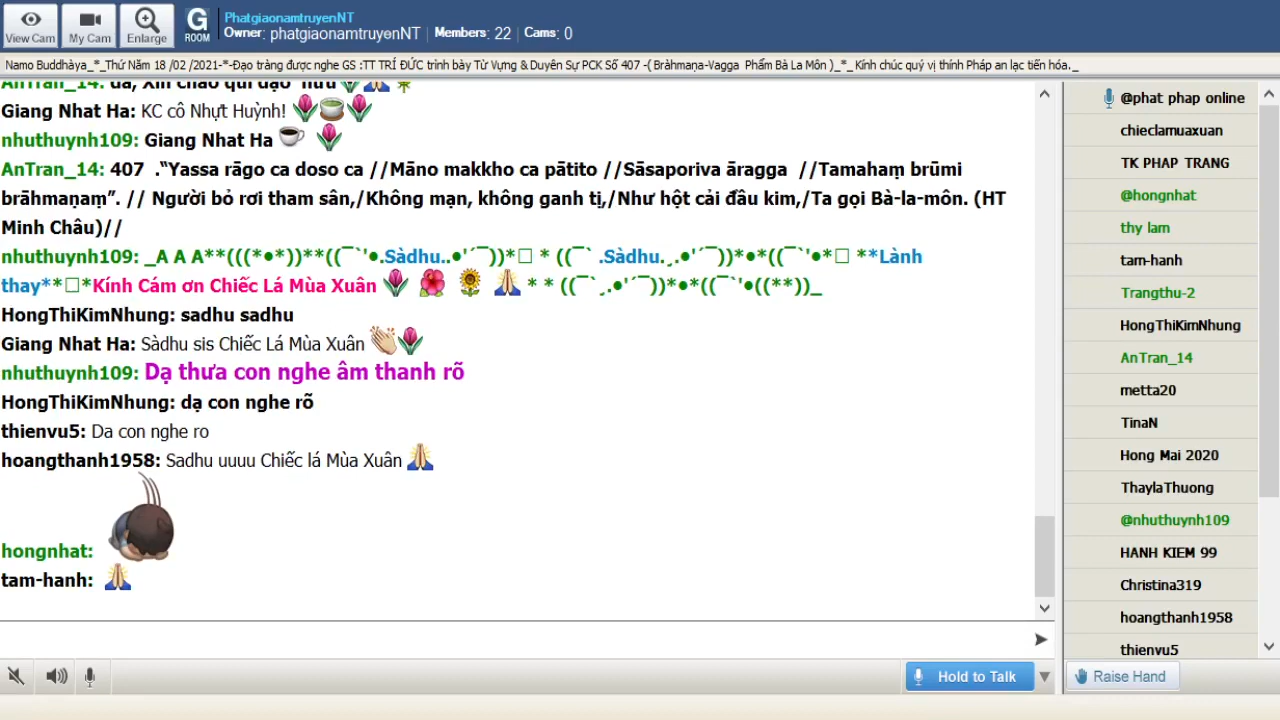 View Cam
My Cam
Enlarge
G
ROOM
PhatgiaonamtruyenNT
Owner: phatgiaonamtruyenNT | Members: 22 | Cams: 0
Namo Buddhàya_*_Thứ Năm 18 /02 /2021-*-Đạo tràng được nghe GS :TT TRÍ ĐỨC trình bày Từ Vựng & Duyên Sự PCK Số 407 -( Bràhmaṇa-Vagga Phẩm Bà La Môn )_*_ Kính chúc quý vị thính Pháp an lạc tiến hóa._
AnTran_14: dạ, Xin chào quí đạo hữu
Giang Nhat Ha: KC cô Nhựt Huỳnh!
nhuthuynh109: Giang Nhat Ha
AnTran_14: 407 .“Yassa rāgo ca doso ca //Māno makkho ca pātito //Sāsaporiva āragga //Tamahaṃ brūmi
brāhmaṇaṃ”. // Người bỏ rơi tham sân,/Không mạn, không ganh tị,/Như hột cải đầu kim,/Ta gọi Bà-la-môn. (HT
Minh Châu)//
nhuthuynh109: _A A A**(((*•*))**((¯`'•.Sàdhu..•'´¯))*□ * ((¯` .Sàdhu.¸.•'´¯))*•*((¯`'•*□ **Lành
thay**□*Kính Cám ơn Chiếc Lá Mùa Xuân * * ((¯`¸.•'´¯))*•*((¯`'•((**))_
HongThiKimNhung: sadhu sadhu
Giang Nhat Ha: Sàdhu sis Chiếc Lá Mùa Xuân
nhuthuynh109: Dạ thưa con nghe âm thanh rõ
HongThiKimNhung: dạ con nghe rõ
thienvu5: Da con nghe ro
hoangthanh1958: Sadhu uuuu Chiếc lá Mùa Xuân
hongnhat:
tam-hanh:
@phat phap online
chieclamuaxuan
TK PHAP TRANG
@hongnhat
thy lam
tam-hanh
Trangthu-2
HongThiKimNhung
AnTran_14
metta20
TinaN
Hong Mai 2020
ThaylaThuong
@nhuthuynh109
HANH KIEM 99
Christina319
hoangthanh1958
thienvu5
Hold to Talk
Raise Hand